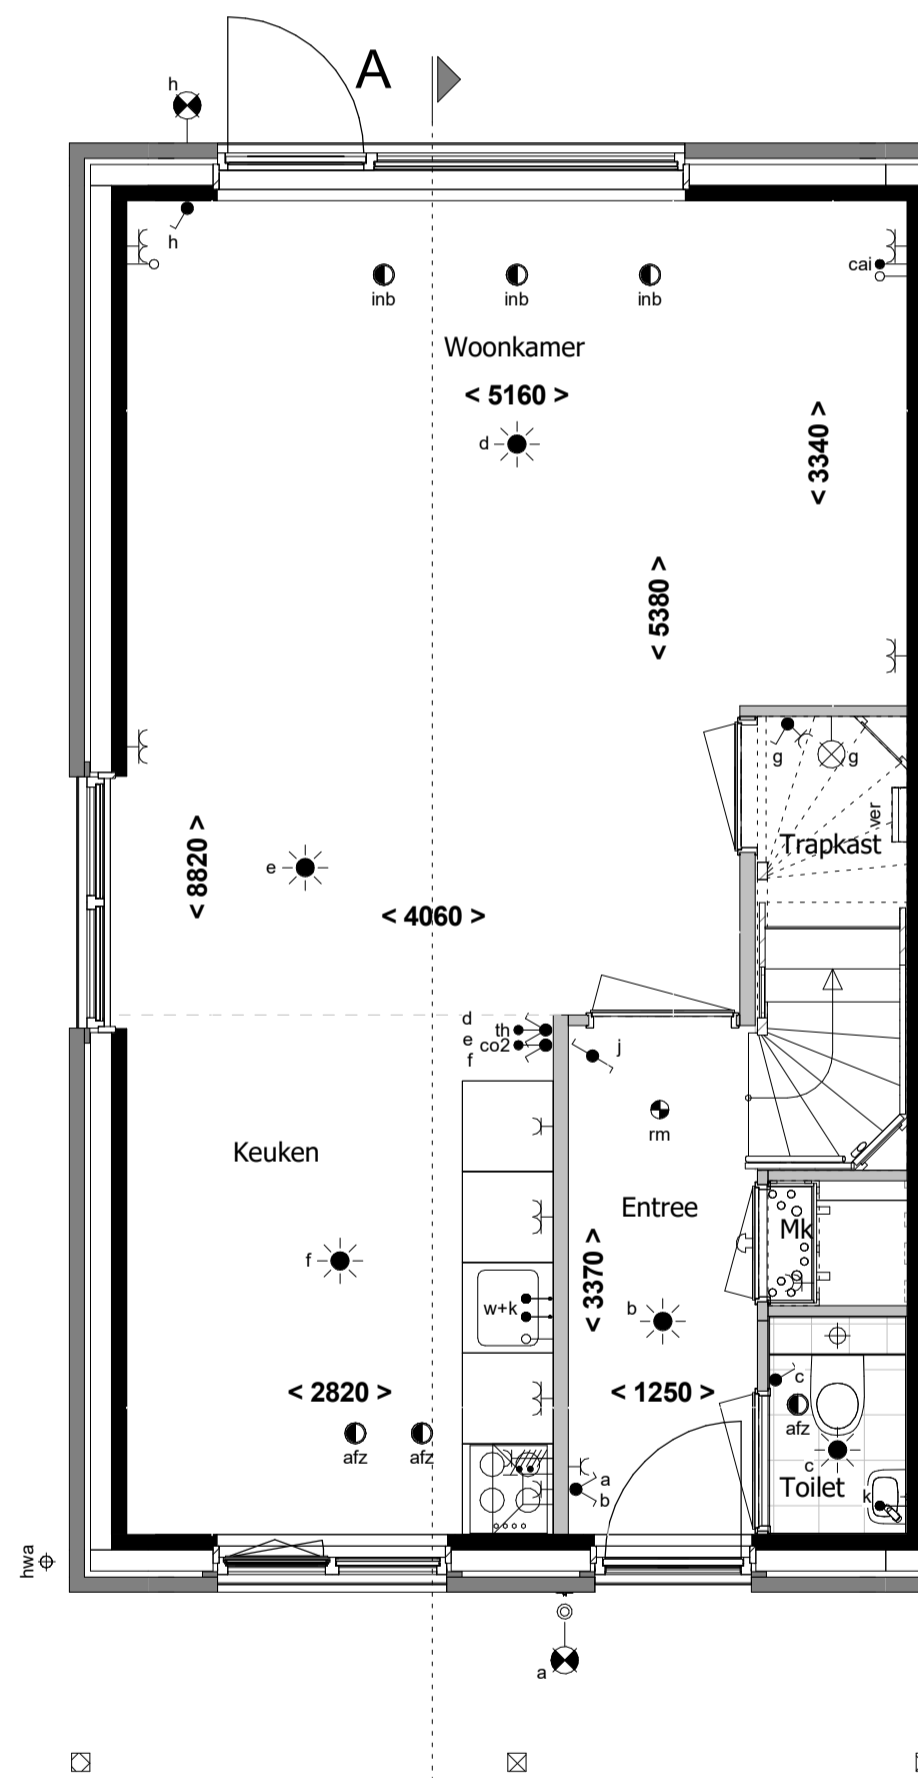 A
h
h
cai
inb inb inb
Woonkamer
< 5160 >
d
< 3340 >
< 5380 >
g g
ver
Trapkast
< 8820 >
e
< 4060 >
d
th
e
co2
f
j
rm
Keuken
Entree
Mk
f
< 3370 >
w+k
b
< 2820 >
< 1250 >
c
afz afz
afz
c
a
b
Toilet
k
hwa
a